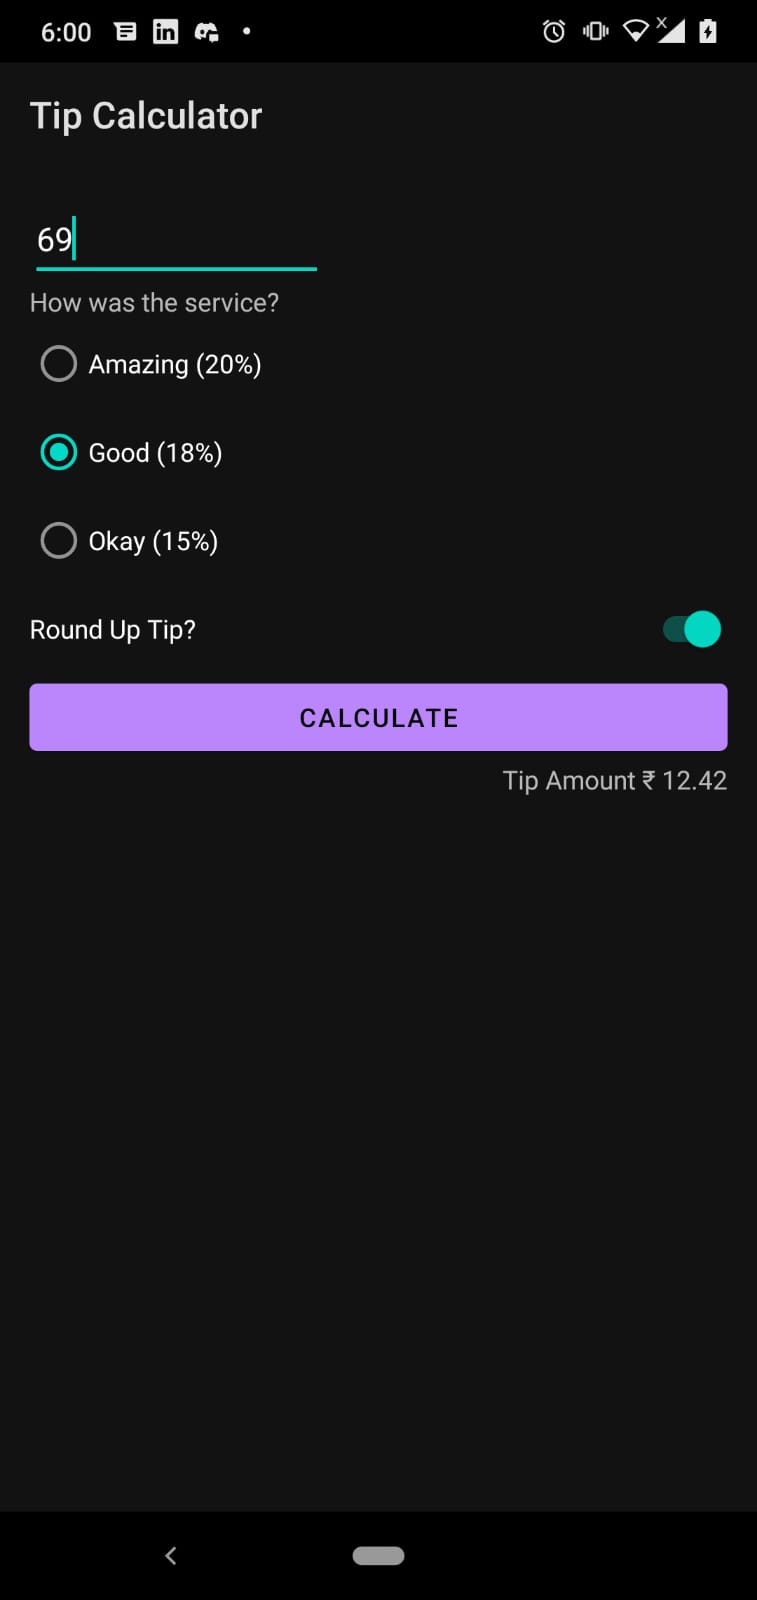 6:00
Tip Calculator
69
How was the service?
Amazing (20%)
Good (18%)
Okay (15%)
Round Up Tip?
CALCULATE
Tip Amount ₹ 12.42